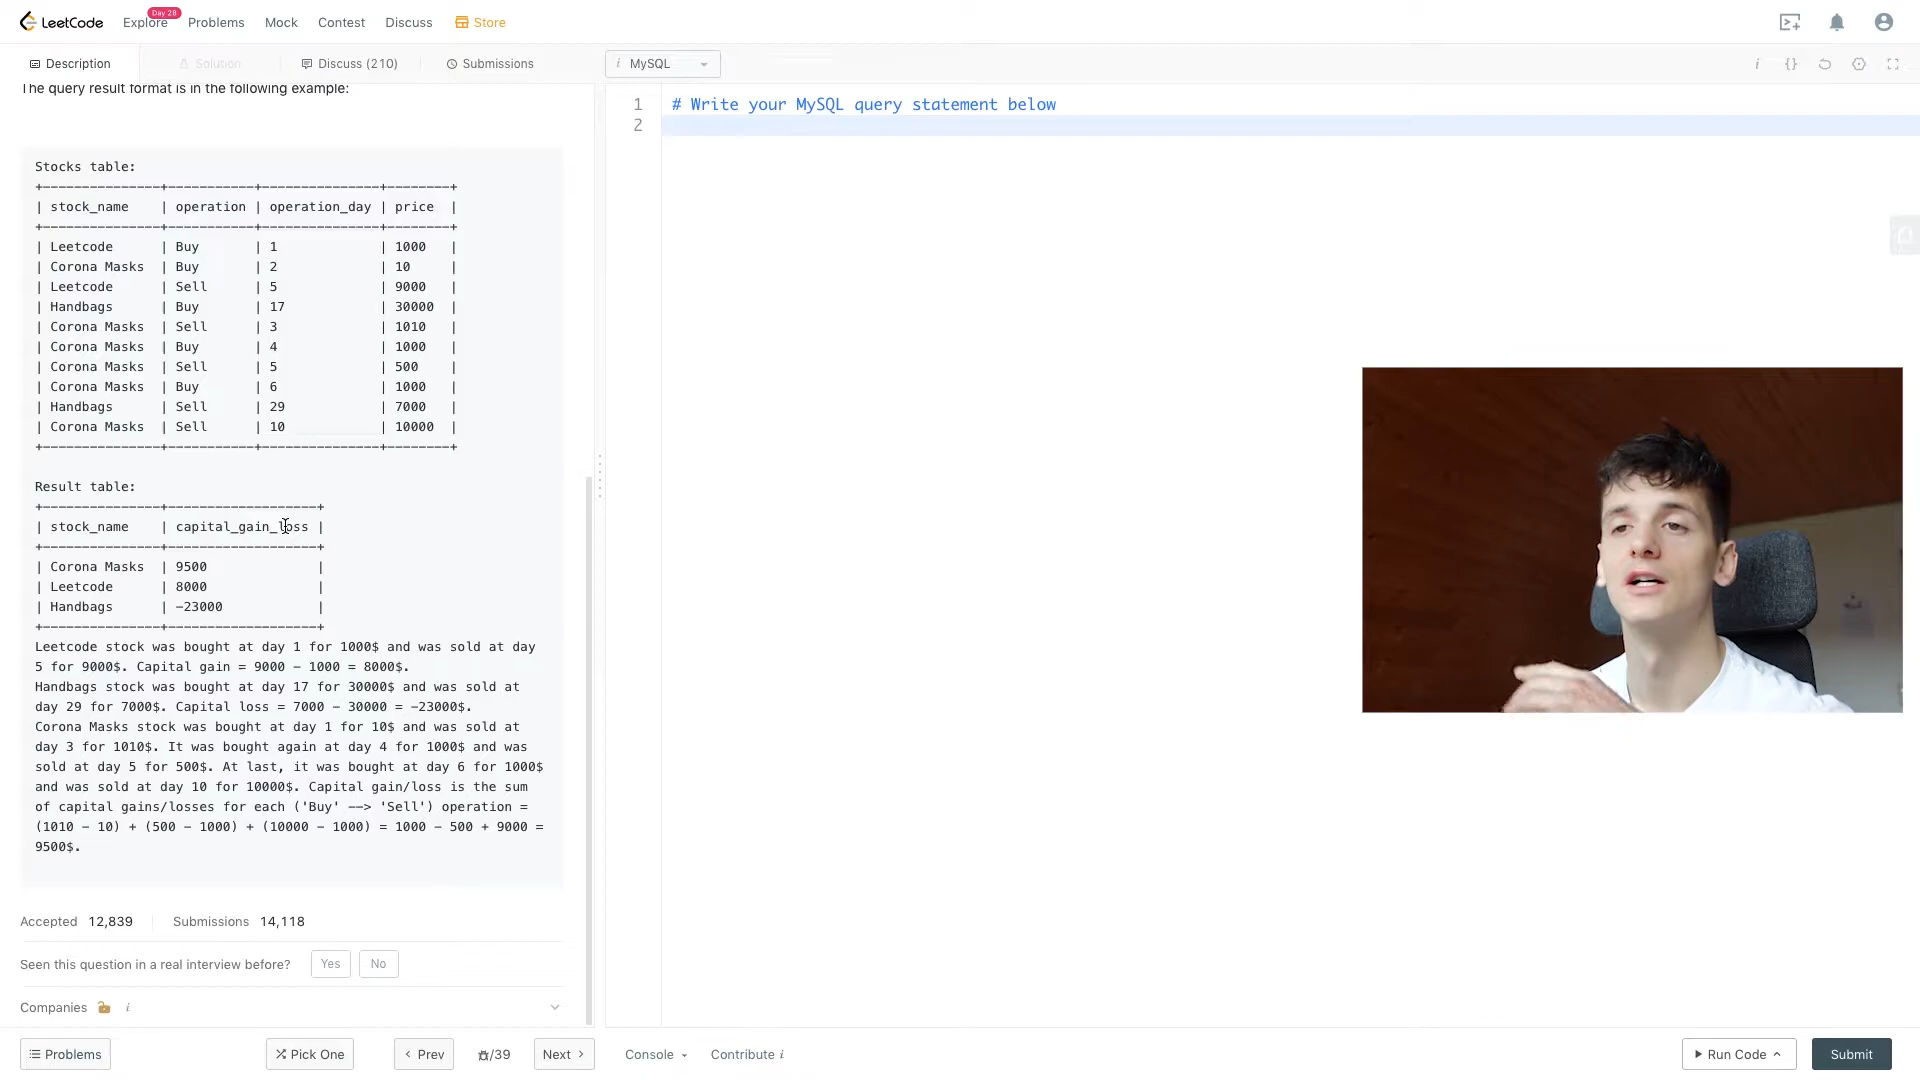 LeetCode
Explore
Day 28
Problems
Mock
Contest
Discuss
Store
Description
Solution
Discuss (210)
Submissions
i MySQL
i {}
The query result format is in the following example:
1 # Write your MySQL query statement below
2
Stocks table:
+---------------+-----------+---------------+--------+
| stock_name    | operation | operation_day | price  |
+---------------+-----------+---------------+--------+
| Leetcode      | Buy       | 1             | 1000   |
| Corona Masks  | Buy       | 2             | 10     |
| Leetcode      | Sell      | 5             | 9000   |
| Handbags      | Buy       | 17            | 30000  |
| Corona Masks  | Sell      | 3             | 1010   |
| Corona Masks  | Buy       | 4             | 1000   |
| Corona Masks  | Sell      | 5             | 500    |
| Corona Masks  | Buy       | 6             | 1000   |
| Handbags      | Sell      | 29            | 7000   |
| Corona Masks  | Sell      | 10            | 10000  |
+---------------+-----------+---------------+--------+
Result table:
+---------------+-------------------+
| stock_name    | capital_gain_loss |
+---------------+-------------------+
| Corona Masks  | 9500              |
| Leetcode      | 8000              |
| Handbags      | -23000            |
+---------------+-------------------+
Leetcode stock was bought at day 1 for 1000$ and was sold at day
5 for 9000$. Capital gain = 9000 - 1000 = 8000$.
Handbags stock was bought at day 17 for 30000$ and was sold at
day 29 for 7000$. Capital loss = 7000 - 30000 = -23000$.
Corona Masks stock was bought at day 1 for 10$ and was sold at
day 3 for 1010$. It was bought again at day 4 for 1000$ and was
sold at day 5 for 500$. At last, it was bought at day 6 for 1000$
and was sold at day 10 for 10000$. Capital gain/loss is the sum
of capital gains/losses for each ('Buy' --> 'Sell') operation =
(1010 - 10) + (500 - 1000) + (10000 - 1000) = 1000 - 500 + 9000 =
9500$.
Accepted 12,839
Submissions 14,118
Seen this question in a real interview before? Yes No
Companies i
Problems
Pick One
Prev
/39
Next
Console
Contribute i
Run Code
Submit